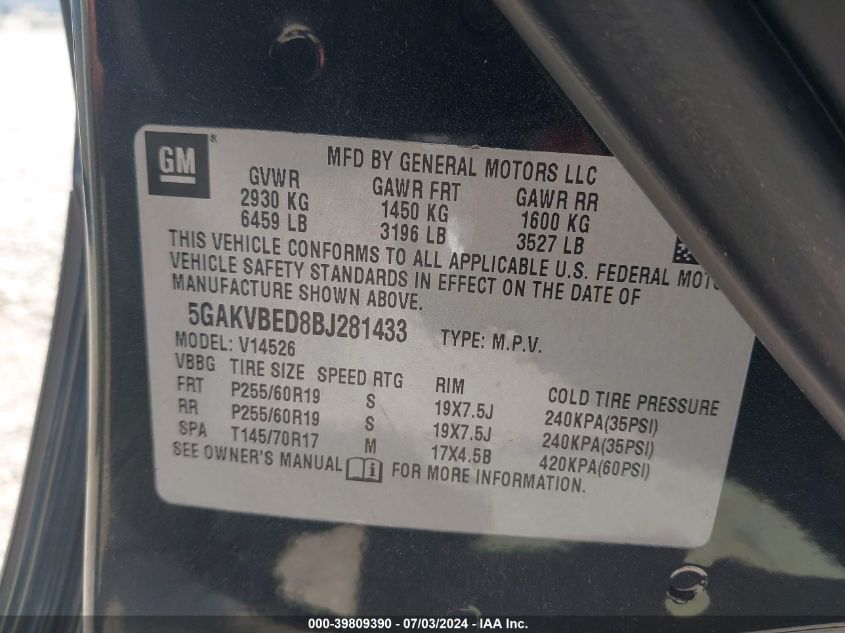 GM
®
MFD BY GENERAL MOTORS LLC
GVWR GAWR FRT GAWR RR
2930 KG 1450 KG 1600 KG
6459 LB 3196 LB 3527 LB
THIS VEHICLE CONFORMS TO ALL APPLICABLE U.S. FEDERAL
VEHICLE SAFETY STANDARDS IN EFFECT ON THE DATE OF
MANUFACTURE SHOWN ABOVE.
5GAKVBED8BJ281433 TYPE: M.P.V.
MODEL: V14526
VBBG TIRE SIZE SPEED RTG RIM COLD TIRE PRESSURE
FRT P255/60R19 S 19X7.5J 240KPA(35PSI)
RR P255/60R19 S 19X7.5J 240KPA(35PSI)
SPA T145/70R17 M 17X4.5B 420KPA(60PSI)
SEE OWNER'S MANUAL i FOR MORE INFORMATION.
000-39809390 - 07/03/2024 - IAA Inc.